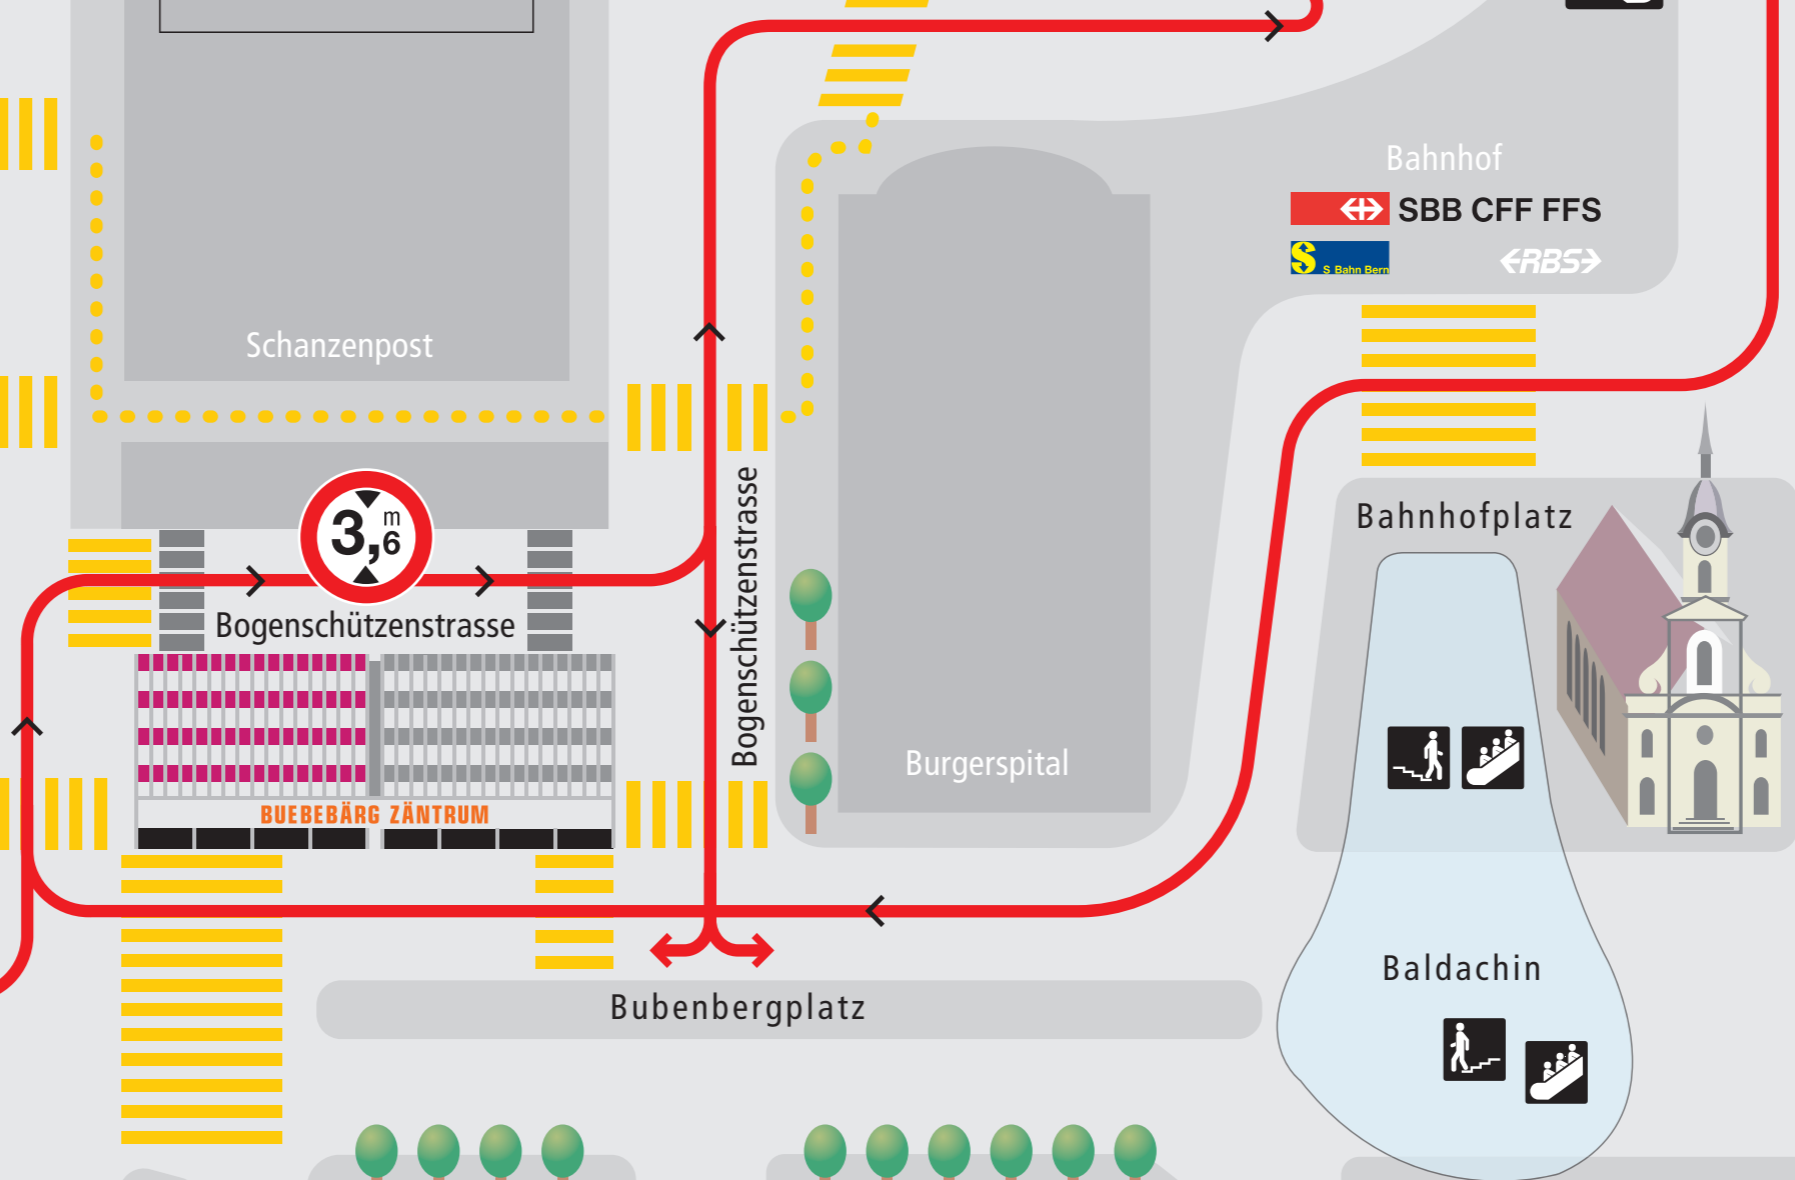 Bahnhof
SBB CFF FFS
S Bahn Bern
RBS
Schanzenpost
3,6 m
Bogenschützenstrasse
Bogenschützenstrasse
Bahnhofplatz
Burgerspital
BUEBEBÄRG ZÄNTRUM
Baldachin
Bubenbergplatz